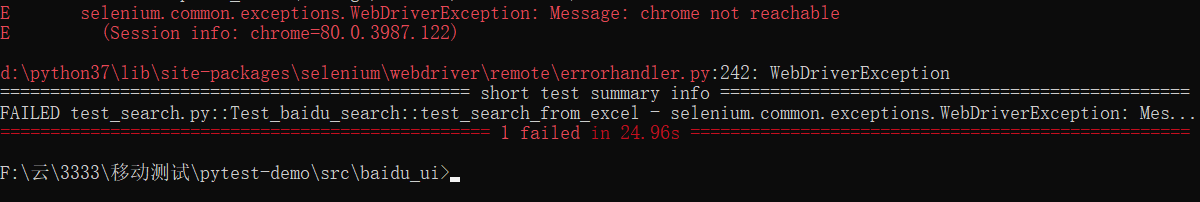 E       selenium.common.exceptions.WebDriverException: Message: chrome not reachable
E         (Session info: chrome=80.0.3987.122)
d:\python37\lib\site-packages\selenium\webdriver\remote\errorhandler.py:242: WebDriverException
=============================================== short test summary info ===============================================
FAILED test_search.py::Test_baidu_search::test_search_from_excel - selenium.common.exceptions.WebDriverException: Mes...
================================================= 1 failed in 24.96s ==================================================
F:\云\3333\移动测试\pytest-demo\src\baidu_ui>